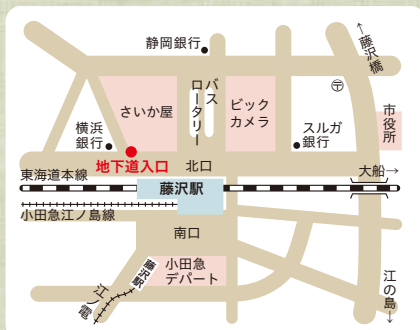 静岡銀行
←藤沢橋
バス
ロータリー
さいか屋
ビック
カメラ
〒
市役所
横浜
銀行
スルガ
銀行
地下道入口
北口
大船→
東海道本線
藤沢駅
小田急江ノ島線
南口
藤沢駅
小田急
デパート
江ノ電
江の島→